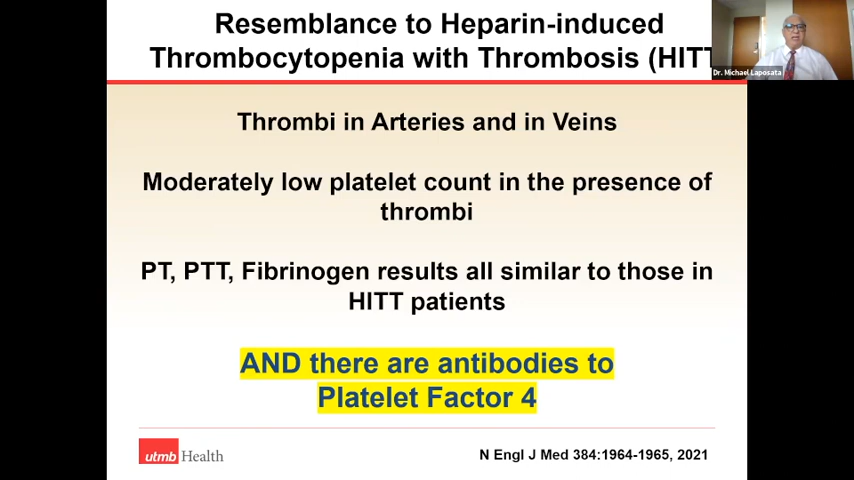 Resemblance to Heparin-induced
Thrombocytopenia with Thrombosis (HITT
Dr. Michael Laposata
Thrombi in Arteries and in Veins
Moderately low platelet count in the presence of
thrombi
PT, PTT, Fibrinogen results all similar to those in
HITT patients
AND there are antibodies to
Platelet Factor 4
utmb Health
N Engl J Med 384:1964-1965, 2021